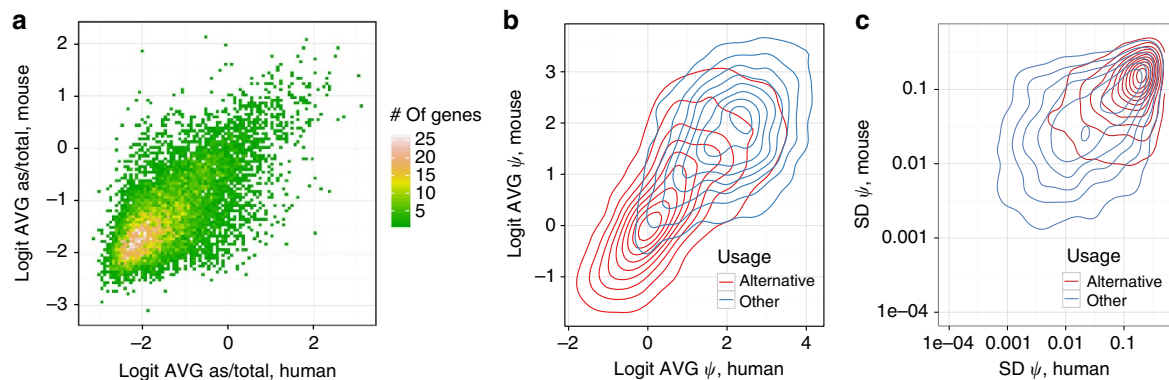 a
2
1
0
−1
−2
−3
Logit AVG as/total, mouse
−2
0
2
Logit AVG as/total, human
# Of genes
25
20
15
10
5
b
3
2
1
0
−1
Logit AVG ψ, mouse
−2
0
2
4
Logit AVG ψ, human
Usage
Alternative
Other
c
0.1
0.01
0.001
1e−04
SD ψ, mouse
1e−04
0.001
0.01
0.1
SD ψ, human
Usage
Alternative
Other